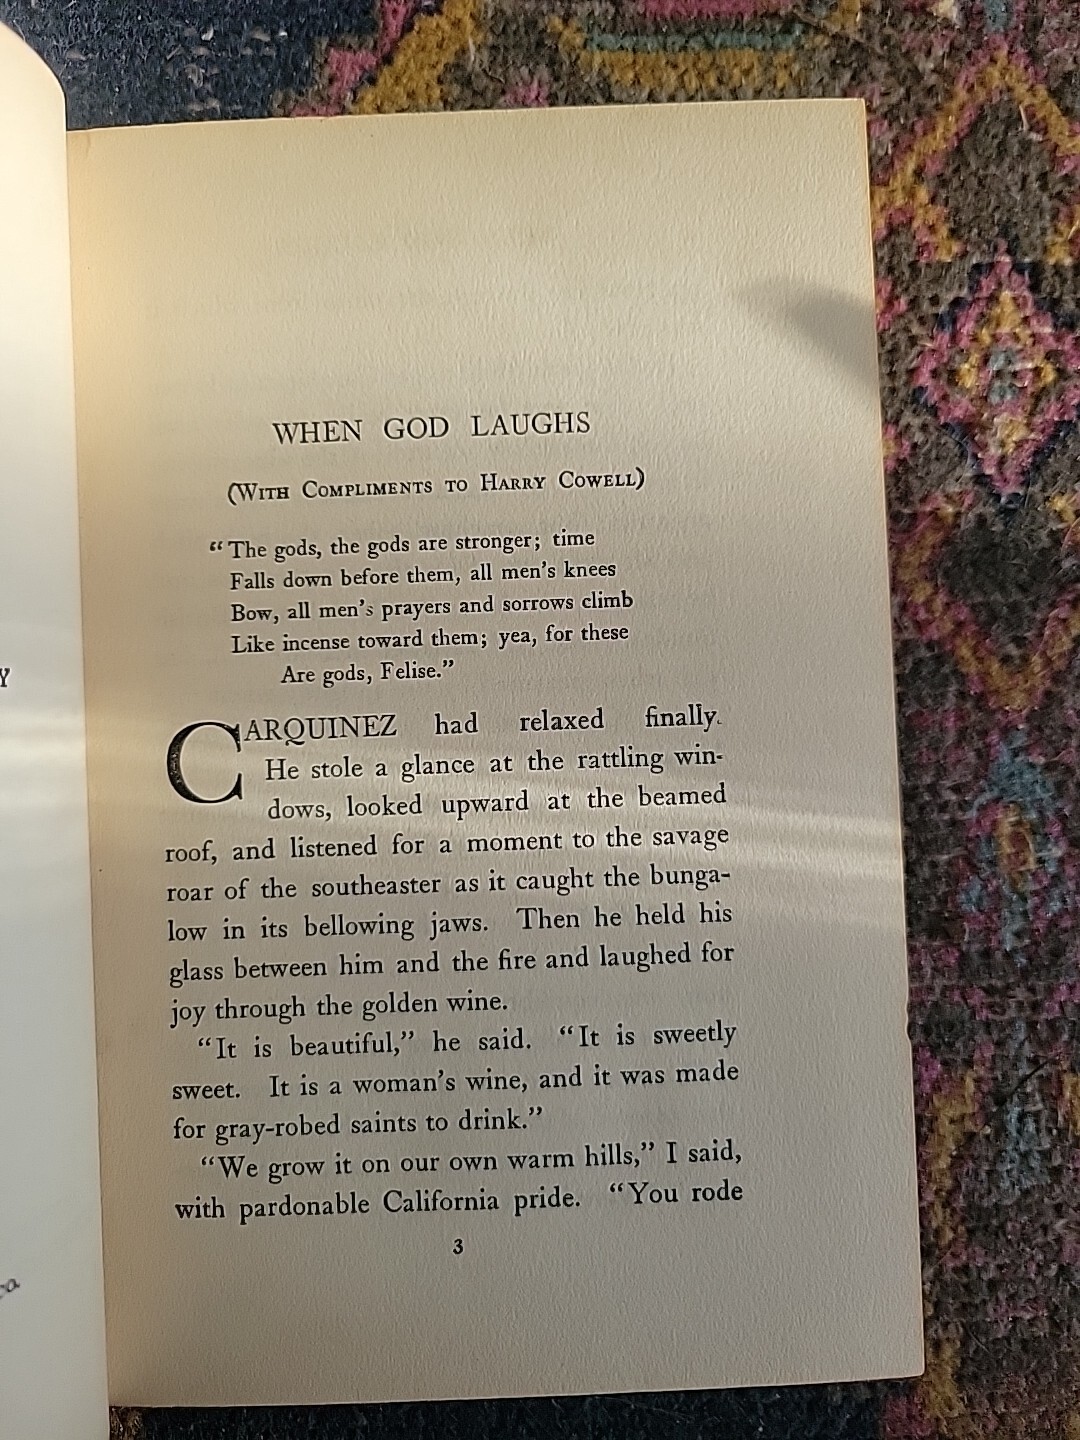 WHEN GOD LAUGHS
(WITH COMPLIMENTS TO HARRY COWELL)
“The gods, the gods are stronger; time
Falls down before them, all men’s knees
Bow, all men’s prayers and sorrows climb
Like incense toward them; yea, for these
Are gods, Felise.”
CARQUINEZ had relaxed finally.
He stole a glance at the rattling win-
dows, looked upward at the beamed
roof, and listened for a moment to the savage
roar of the southeaster as it caught the bunga-
low in its bellowing jaws. Then he held his
glass between him and the fire and laughed for
joy through the golden wine.
“It is beautiful,” he said. “It is sweetly
sweet. It is a woman’s wine, and it was made
for gray-robed saints to drink.”
“We grow it on our own warm hills,” I said,
with pardonable California pride. “You rode
3